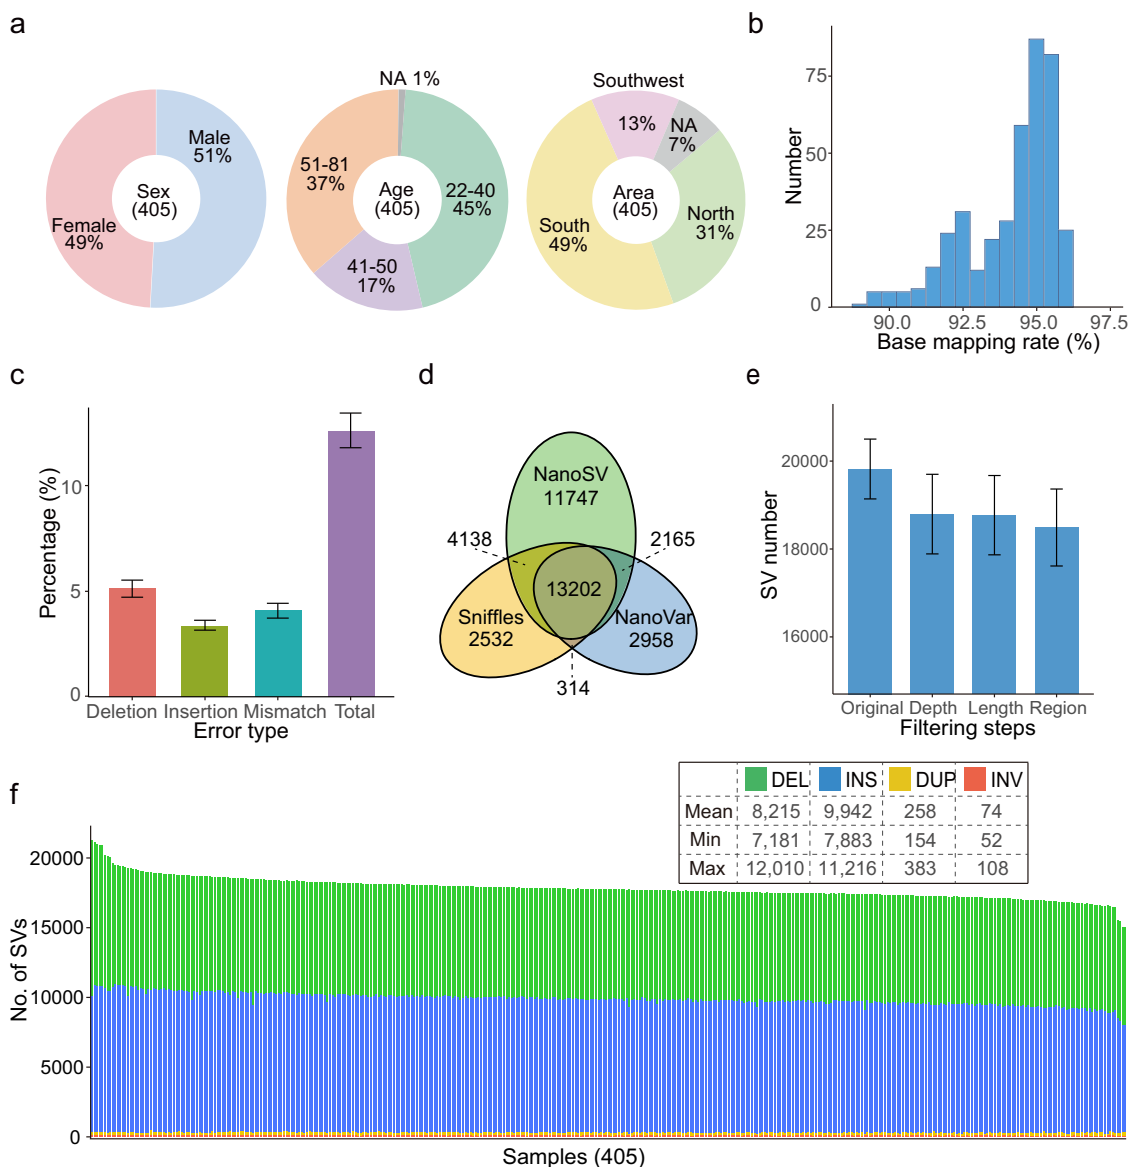 a
NA 1%
Male
51%
Female
49%
Sex
(405)
51-81
37%
Age
(405)
22-40
45%
41-50
17%
Southwest
13%
NA
7%
Area
(405)
South
49%
North
31%
b
Number
75
50
25
0
90.0
92.5
95.0
97.5
Base mapping rate (%)
c
Percentage (%)
10
5
0
Deletion
Insertion
Mismatch
Total
Error type
d
NanoSV
11747
4138
2165
13202
Sniffles
2532
NanoVar
2958
314
e
SV number
20000
18000
16000
Original
Depth
Length
Region
Filtering steps
f
DEL INS DUP INV
Mean 8,215 9,942 258 74
Min 7,181 7,883 154 52
Max 12,010 11,216 383 108
No. of SVs
20000
15000
10000
5000
0
Samples (405)